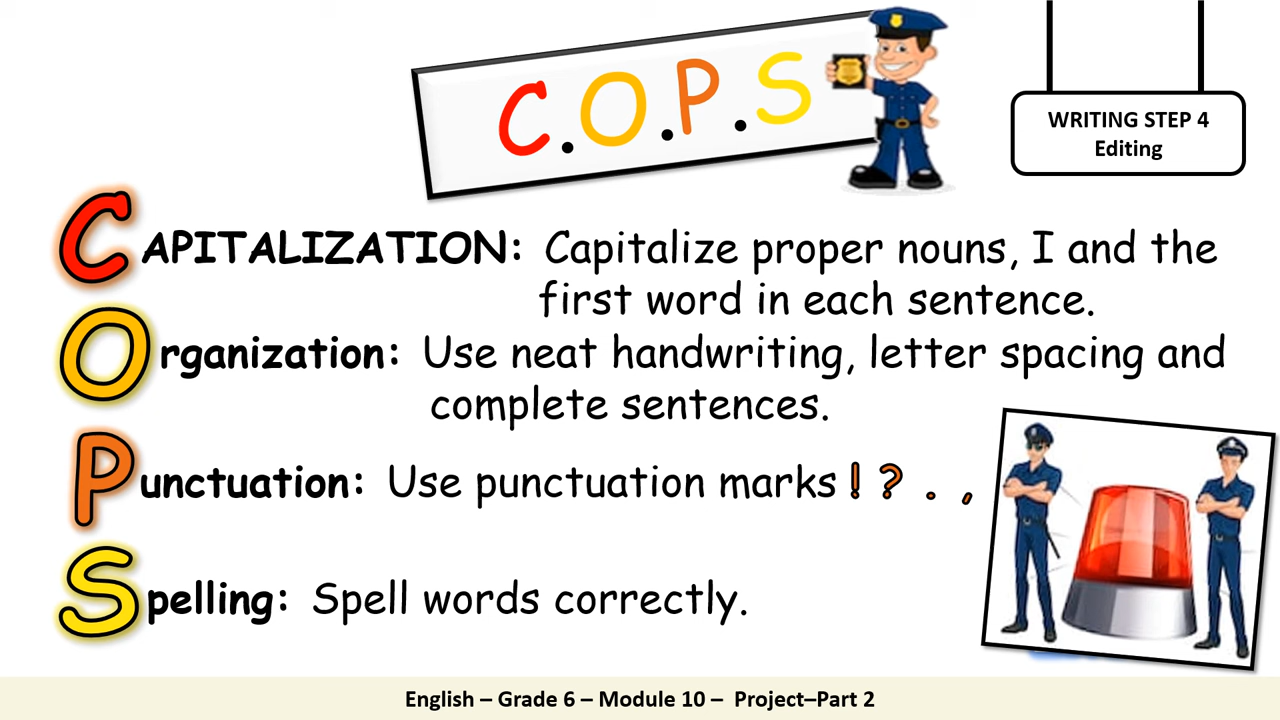 C.O.P.S
WRITING STEP 4
Editing
CAPITALIZATION: Capitalize proper nouns, I and the
first word in each sentence.
Organization: Use neat handwriting, letter spacing and
complete sentences.
Punctuation: Use punctuation marks ! ? . ,
Spelling: Spell words correctly.
English – Grade 6 – Module 10 – Project–Part 2